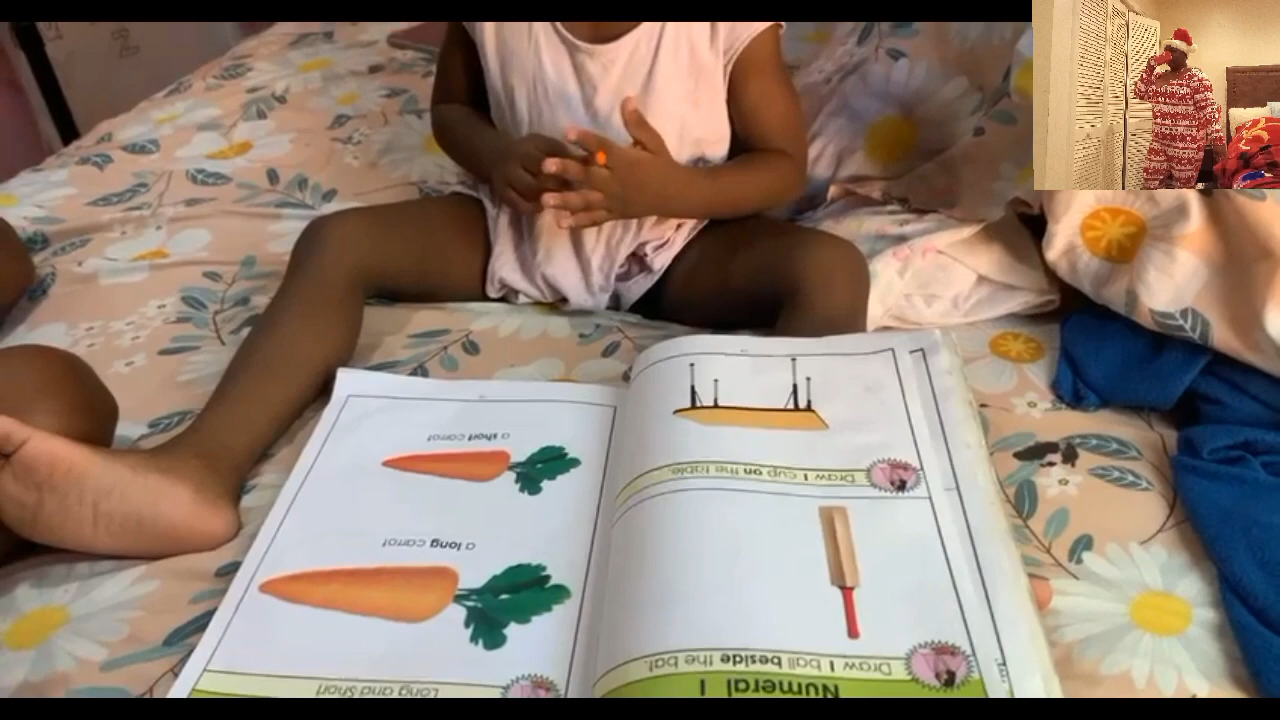 Numeral 1
Draw 1 ball beside the bat.
Draw 1 cup on the table.
Long and Short
a long carrot
a short carrot